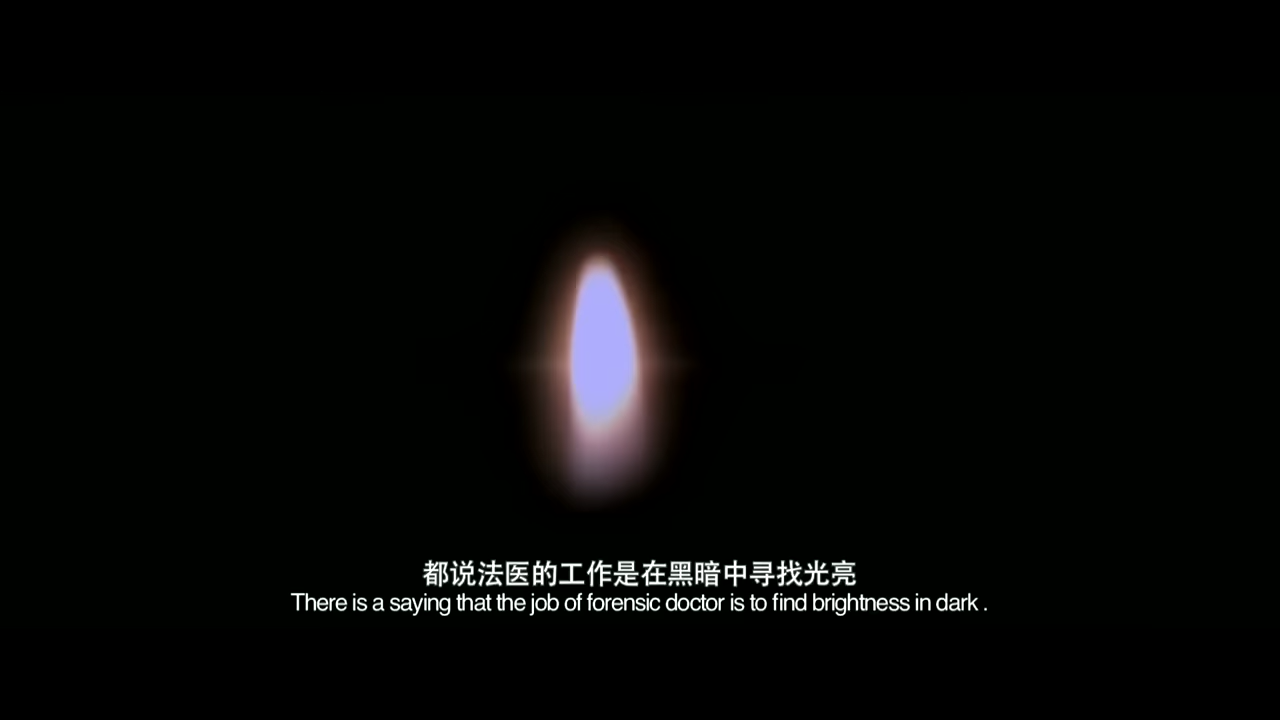 都说法医的工作是在黑暗中寻找光亮
There is a saying that the job of forensic doctor is to find brightness in dark .